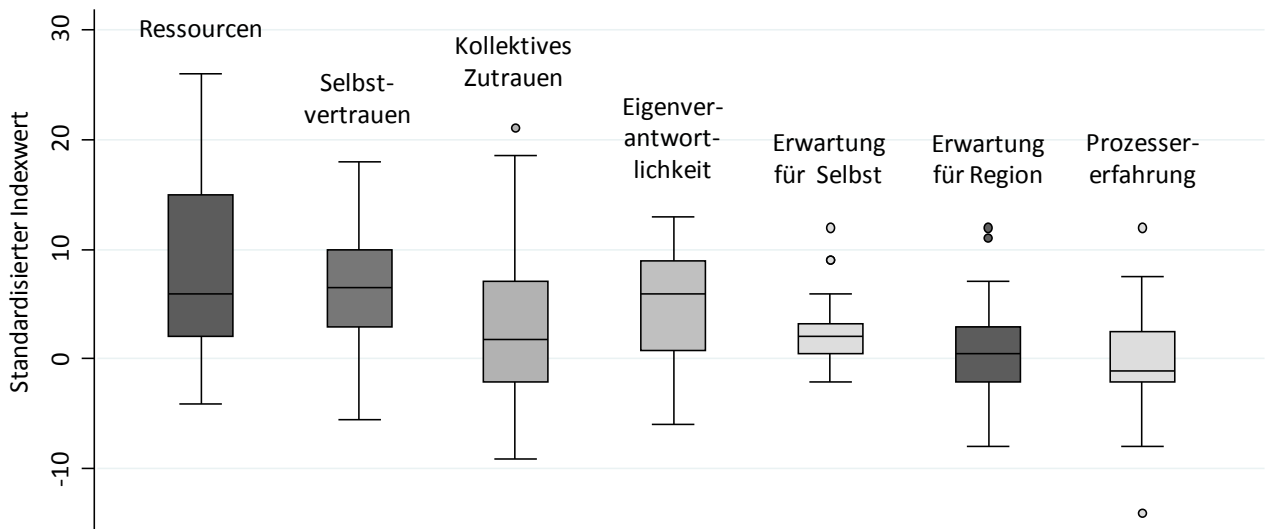 30
Ressourcen
Kollektives
Zutrauen
Selbst-
vertrauen
Eigenver-
antwort-
lichkeit
Erwartung
für Selbst
Erwartung
für Region
Prozesser-
erfahrung
20
10
0
-10
Standardisierter Indexwert